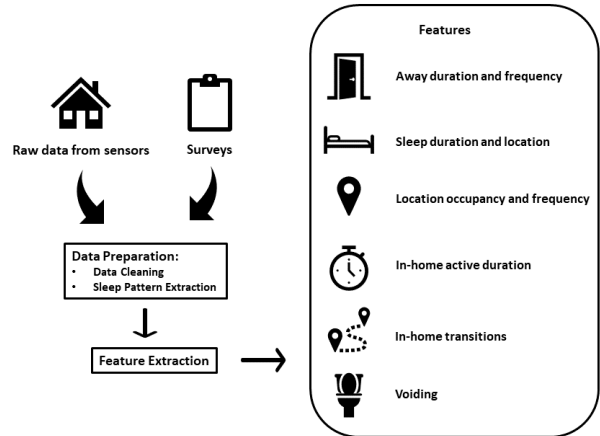 Raw data from sensors
Surveys
Data Preparation:
• Data Cleaning
• Sleep Pattern Extraction
Feature Extraction
Features
Away duration and frequency
Sleep duration and location
Location occupancy and frequency
In-home active duration
In-home transitions
Voiding